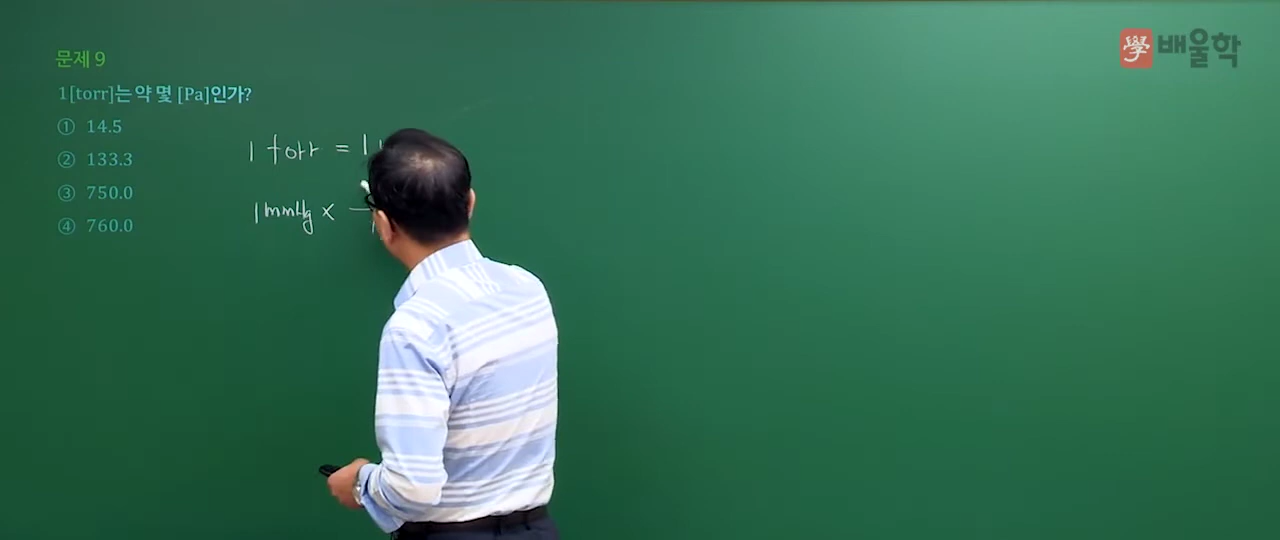 學 배울학
문제 9
1[torr]는 약 몇 [Pa]인가?
① 14.5
② 133.3
③ 750.0
④ 760.0
1 torr = 1
1mmHg ×